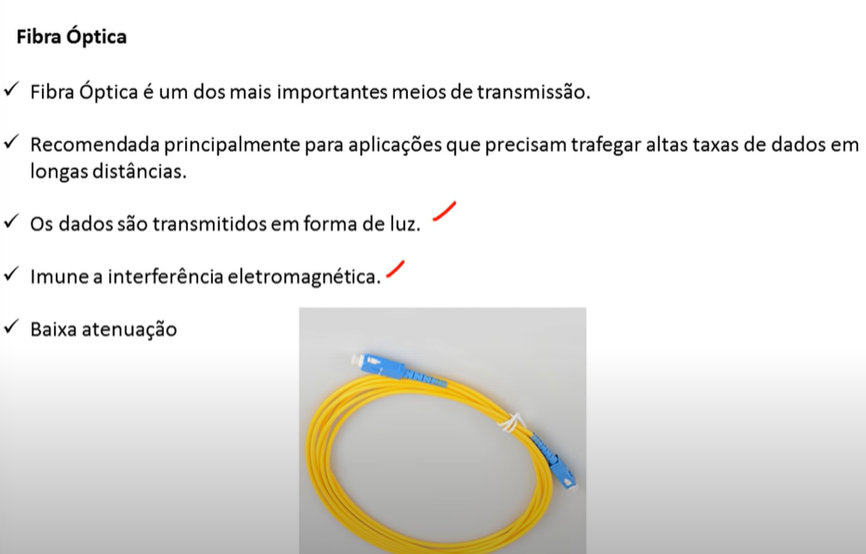 Fibra Óptica
Fibra Óptica é um dos mais importantes meios de transmissão.
Recomendada principalmente para aplicações que precisam trafegar altas taxas de dados em
longas distâncias.
Os dados são transmitidos em forma de luz.
Imune a interferência eletromagnética.
Baixa atenuação